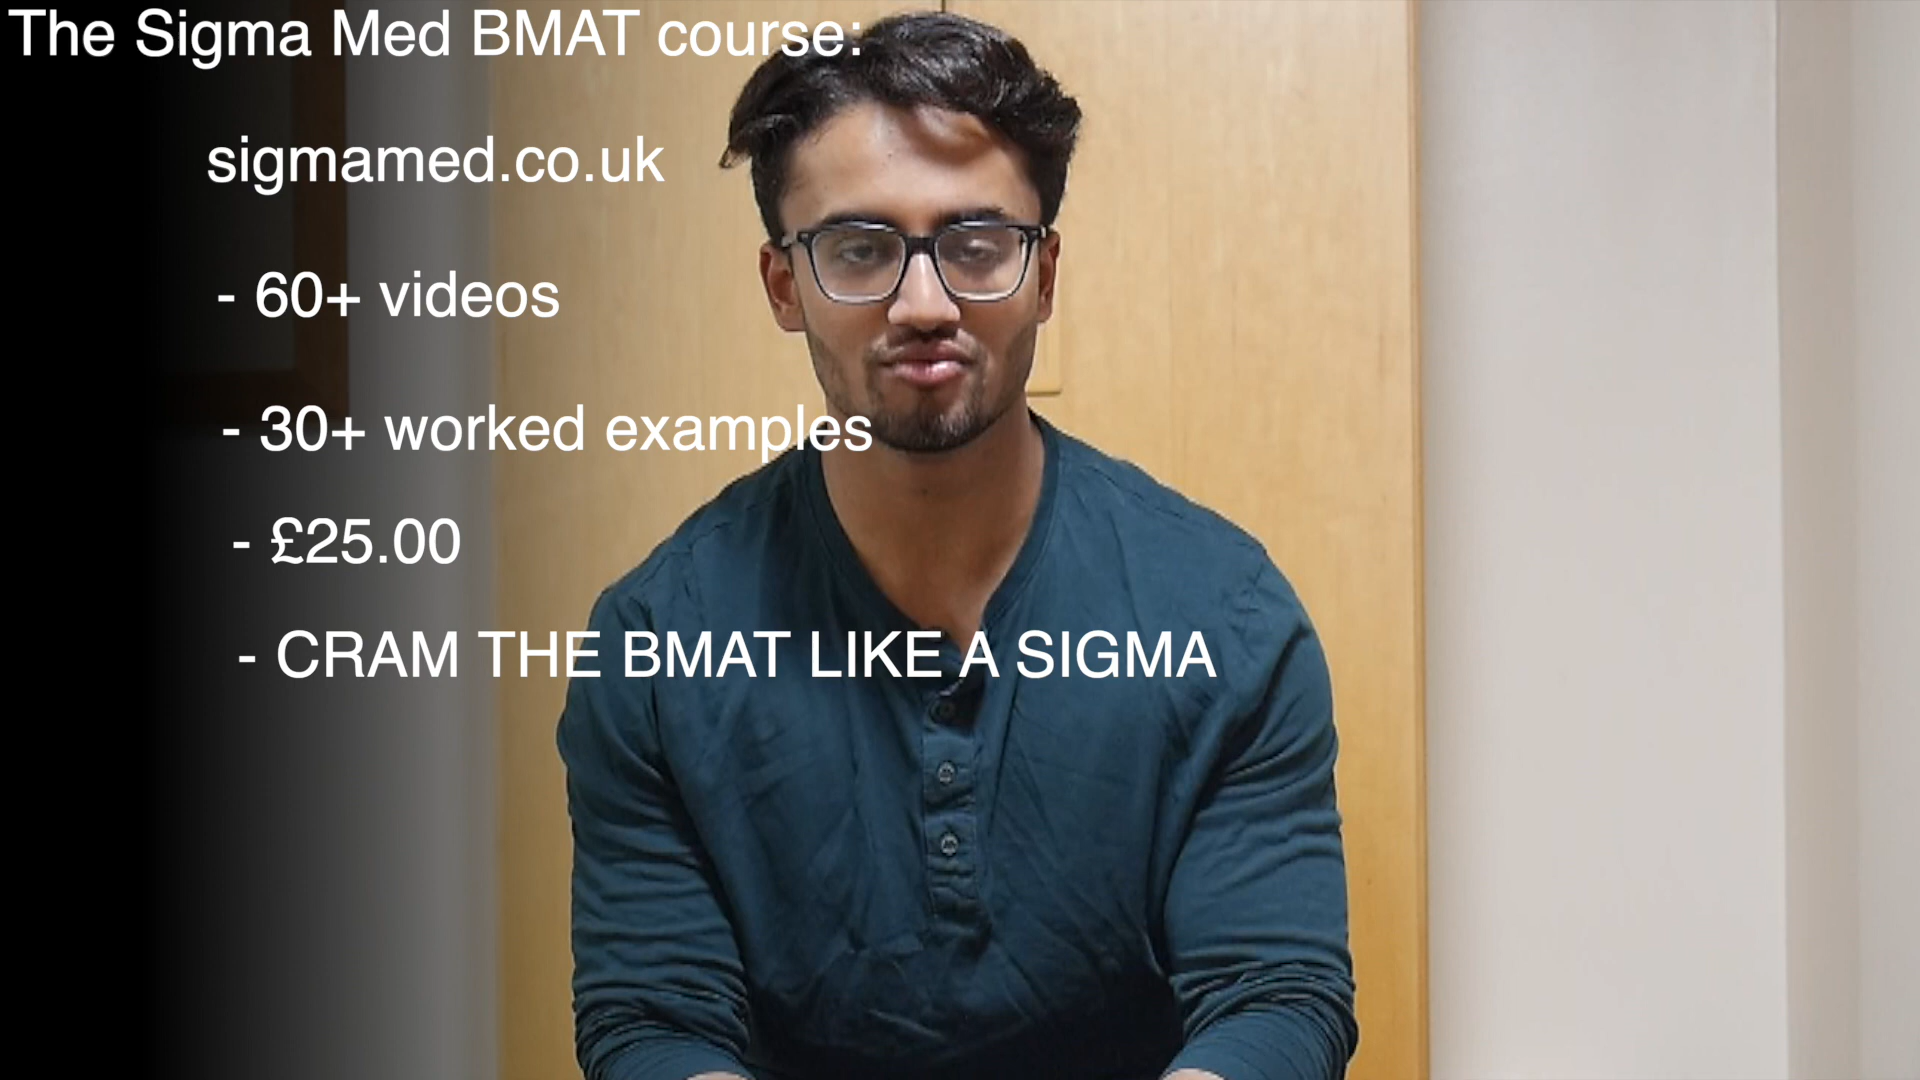 The Sigma Med BMAT course:
sigmamed.co.uk
- 60+ videos
- 30+ worked examples
- £25.00
- CRAM THE BMAT LIKE A SIGMA